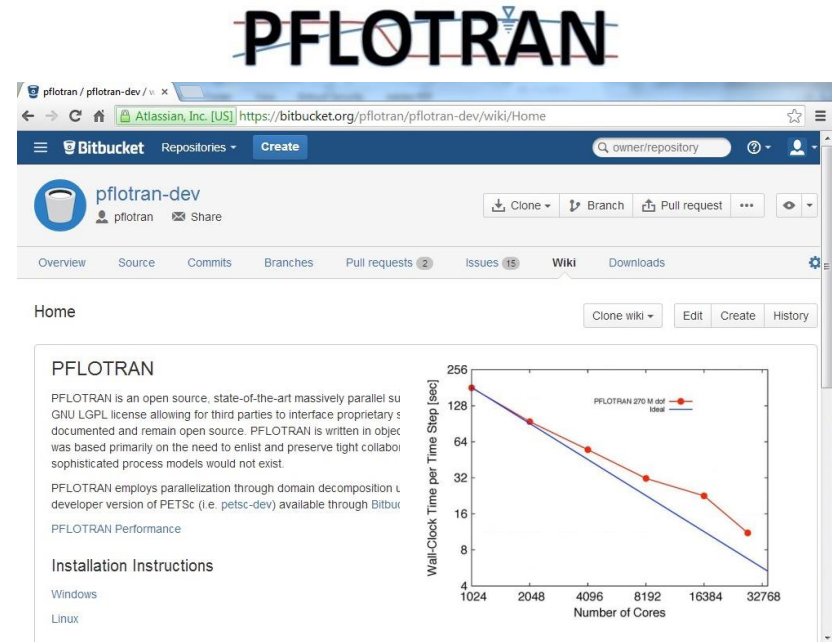 PFLOTRAN
pflotran / pflotran-dev / w
Atlassian, Inc. [US] https://bitbucket.org/pflotran/pflotran-dev/wiki/Home
Bitbucket Repositories Create owner/repository
pflotran-dev
pflotran Share
Clone Branch Pull request
Overview Source Commits Branches Pull requests 2 Issues 15 Wiki Downloads
Home
Clone wiki Edit Create History
PFLOTRAN
PFLOTRAN is an open source, state-of-the-art massively parallel su
GNU LGPL license allowing for third parties to interface proprietary s
documented and remain open source. PFLOTRAN is written in objec
was based primarily on the need to enlist and preserve tight collabor
sophisticated process models would not exist.
PFLOTRAN employs parallelization through domain decomposition u
developer version of PETSc (i.e. petsc-dev) available through Bitbuc
PFLOTRAN Performance
Installation Instructions
Windows
Linux
Wall-Clock Time per Time Step [sec]
256
128
64
32
16
8
4
PFLOTRAN 270 M dof
Ideal
1024 2048 4096 8192 16384 32768
Number of Cores